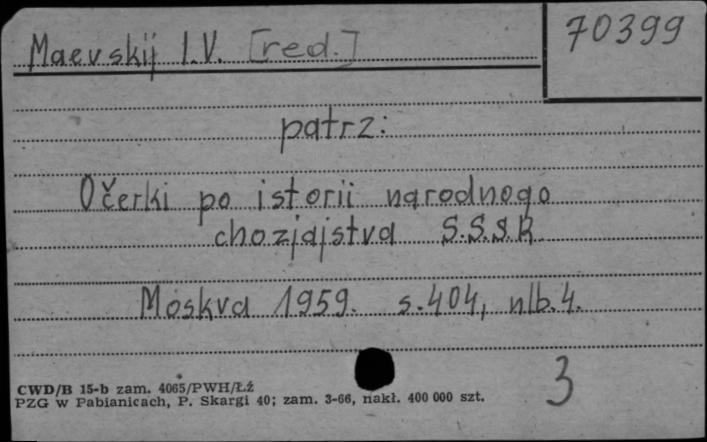 Maevskij I.V. [red.]
70399
patrz:
Očerki po istorii narodnogo
chozjajstva S.S.S.R
Moskva 1959. s.404, nlb.4.
3
CWD/B 15-b zam. 4065/PWH/Łź
PZG w Pabianicach, P. Skargi 40; zam. 3-66, nakł. 400 000 szt.